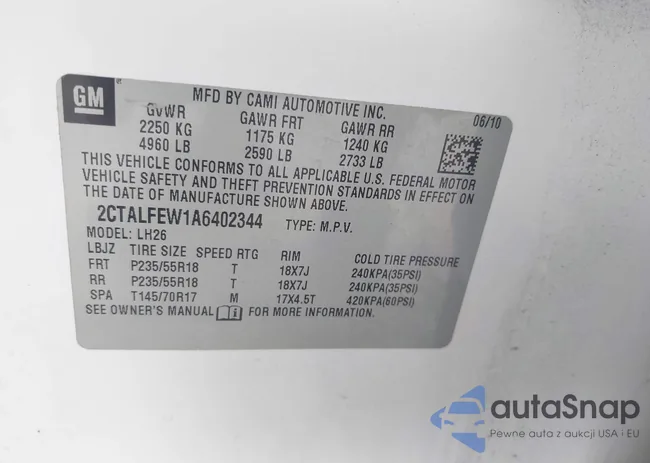 GM
MFD BY CAMI AUTOMOTIVE INC.
06/10
GVWR GAWR FRT GAWR RR
2250 KG 1175 KG 1240 KG
4960 LB 2590 LB 2733 LB
THIS VEHICLE CONFORMS TO ALL APPLICABLE U.S. FEDERAL MOTOR
VEHICLE SAFETY AND THEFT PREVENTION STANDARDS IN EFFECT ON
THE DATE OF MANUFACTURE SHOWN ABOVE.
2CTALFEW1A6402344 TYPE: M.P.V.
MODEL: LH26
LBJZ TIRE SIZE SPEED RTG RIM COLD TIRE PRESSURE
FRT P235/55R18 T 18X7J 240KPA(35PSI)
RR P235/55R18 T 18X7J 240KPA(35PSI)
SPA T145/70R17 M 17X4.5T 420KPA(60PSI)
SEE OWNER'S MANUAL FOR MORE INFORMATION.
autaSnap
Pewne auta z aukcji USA i EU